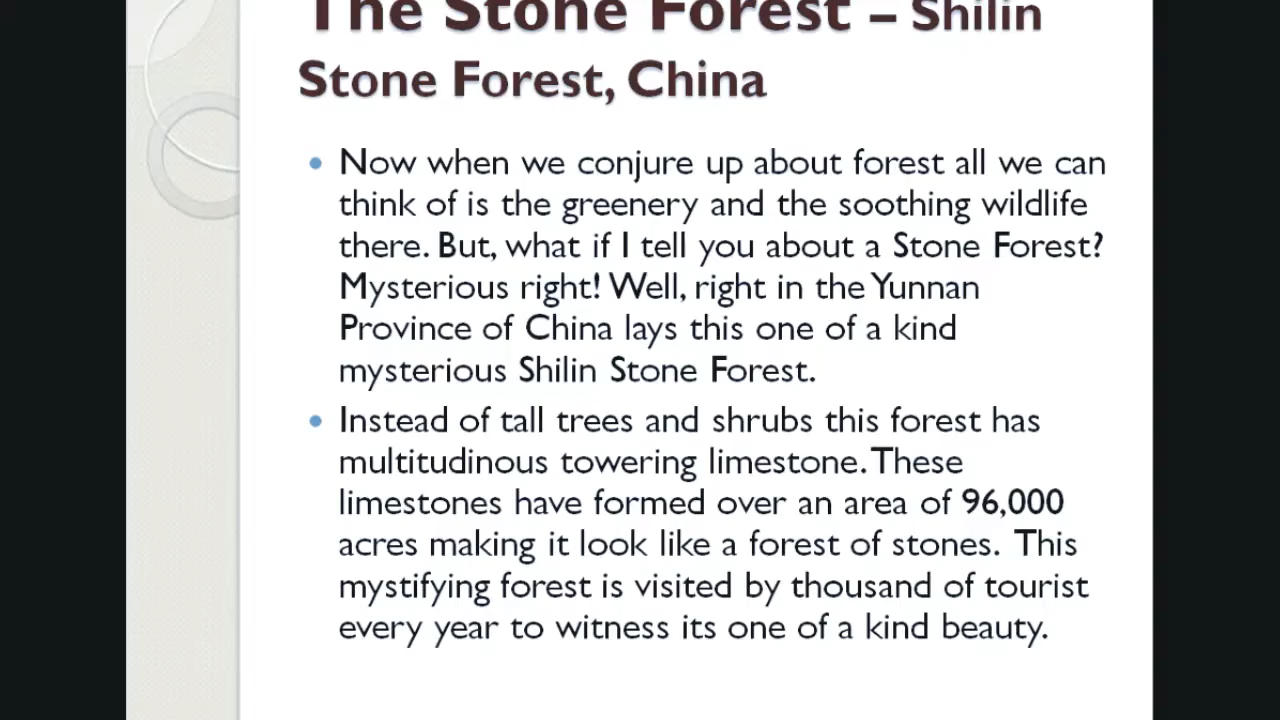 The Stone Forest – Shilin
Stone Forest, China
• Now when we conjure up about forest all we can
think of is the greenery and the soothing wildlife
there. But, what if I tell you about a Stone Forest?
Mysterious right! Well, right in the Yunnan
Province of China lays this one of a kind
mysterious Shilin Stone Forest.
• Instead of tall trees and shrubs this forest has
multitudinous towering limestone. These
limestones have formed over an area of 96,000
acres making it look like a forest of stones. This
mystifying forest is visited by thousand of tourist
every year to witness its one of a kind beauty.